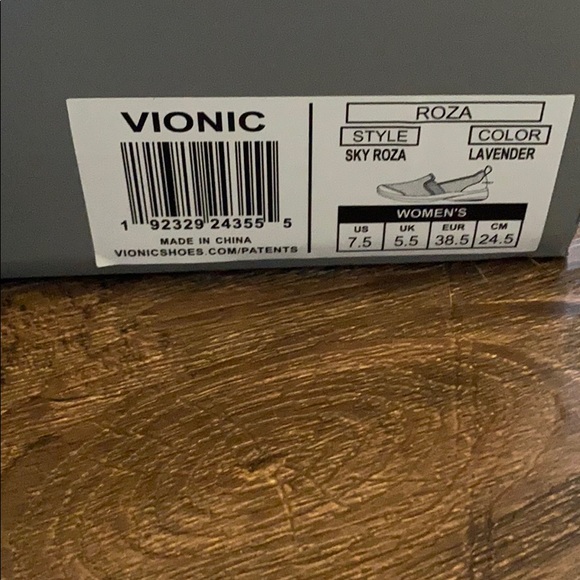 VIONIC
1 92329 24355 5
MADE IN CHINA
VIONICSHOES.COM/PATENTS
ROZA
STYLE COLOR
SKY ROZA LAVENDER
WOMEN'S
US UK EUR CM
7.5 5.5 38.5 24.5